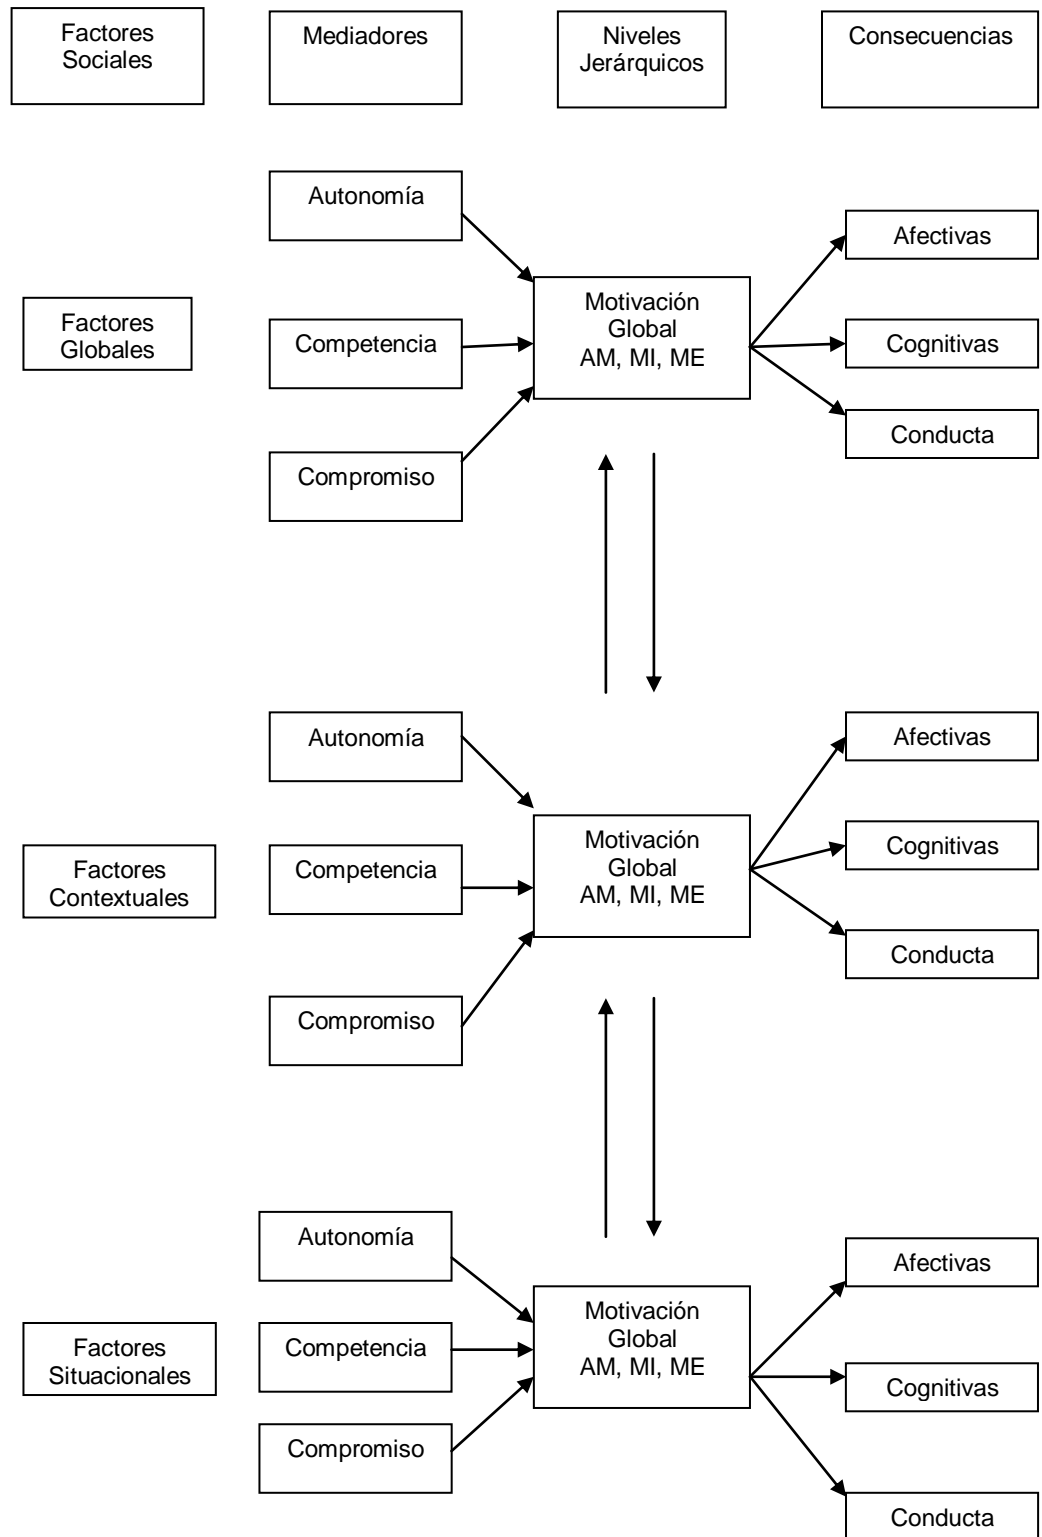 Factores
Sociales
Mediadores
Niveles
Jerárquicos
Consecuencias
Autonomía
Afectivas
Factores
Globales
Competencia
Motivación
Global
AM, MI, ME
Cognitivas
Compromiso
Conducta
Autonomía
Afectivas
Factores
Contextuales
Competencia
Motivación
Global
AM, MI, ME
Cognitivas
Compromiso
Conducta
Autonomía
Afectivas
Factores
Situacionales
Competencia
Motivación
Global
AM, MI, ME
Cognitivas
Compromiso
Conducta